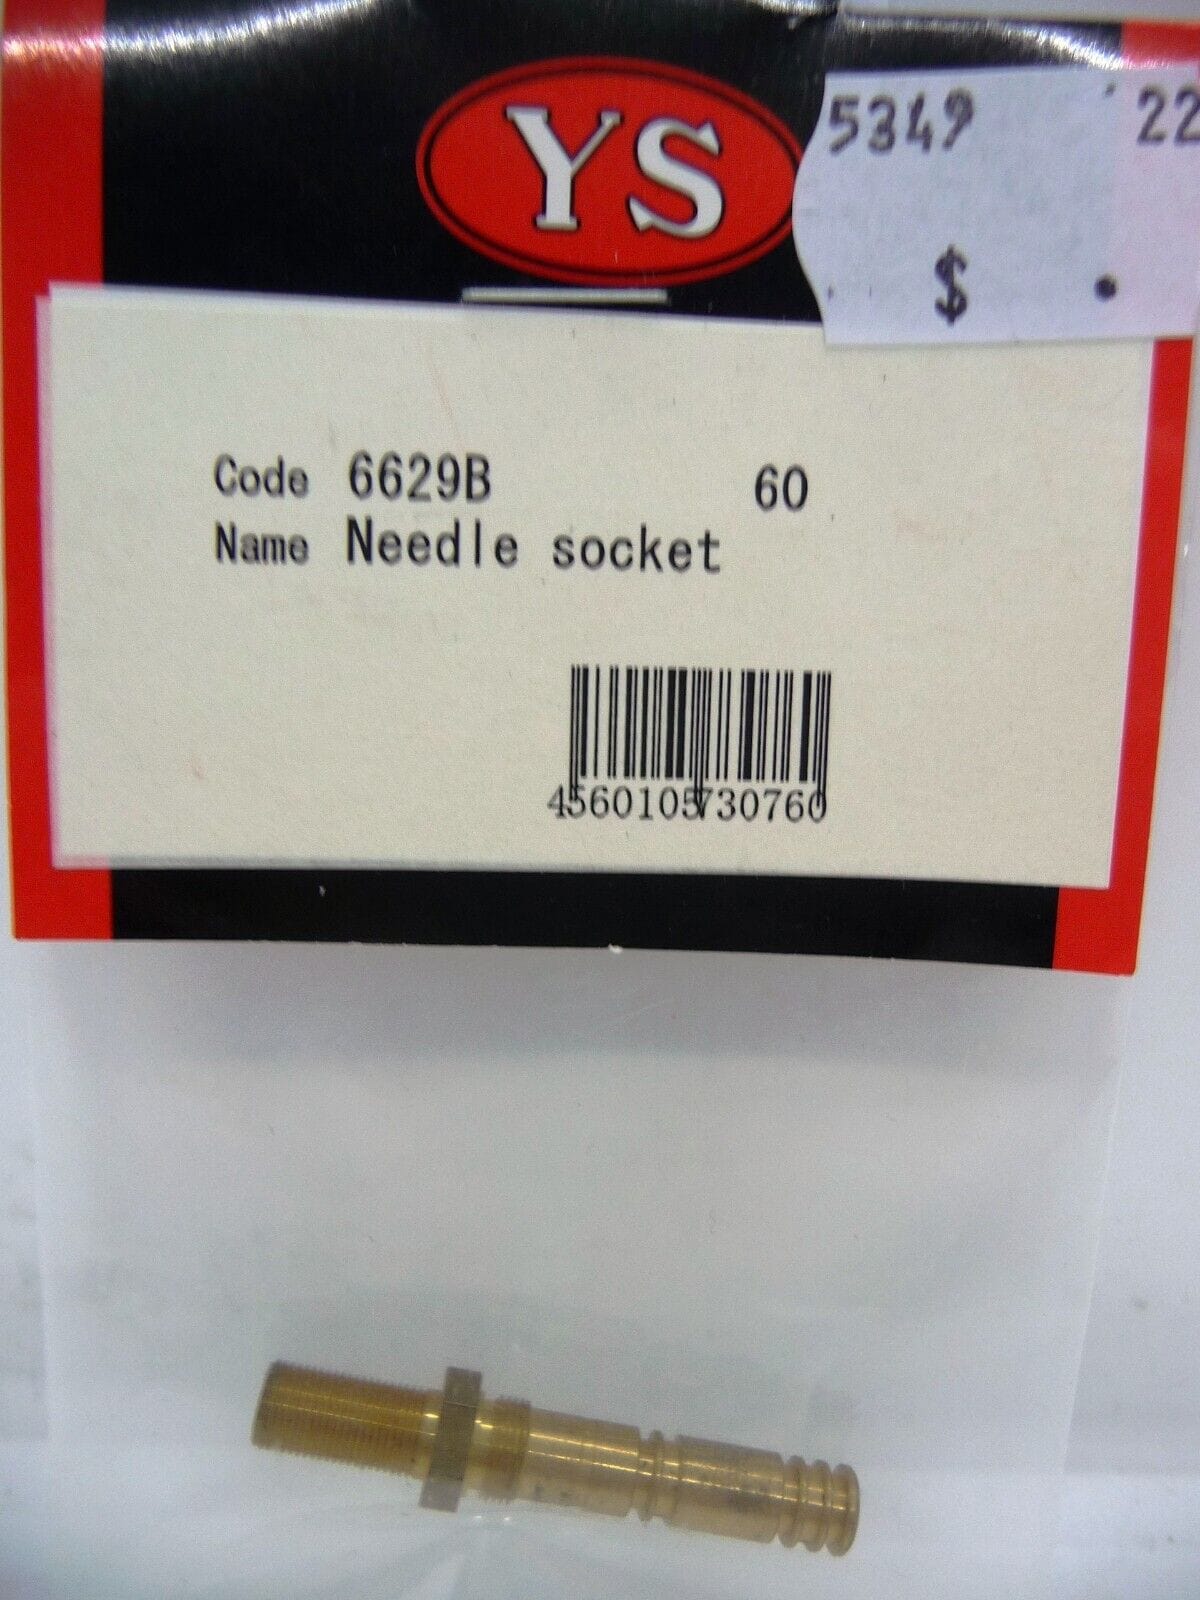 YS
5349 22
$ .
Code 6629B 60
Name Needle socket
4560105730760